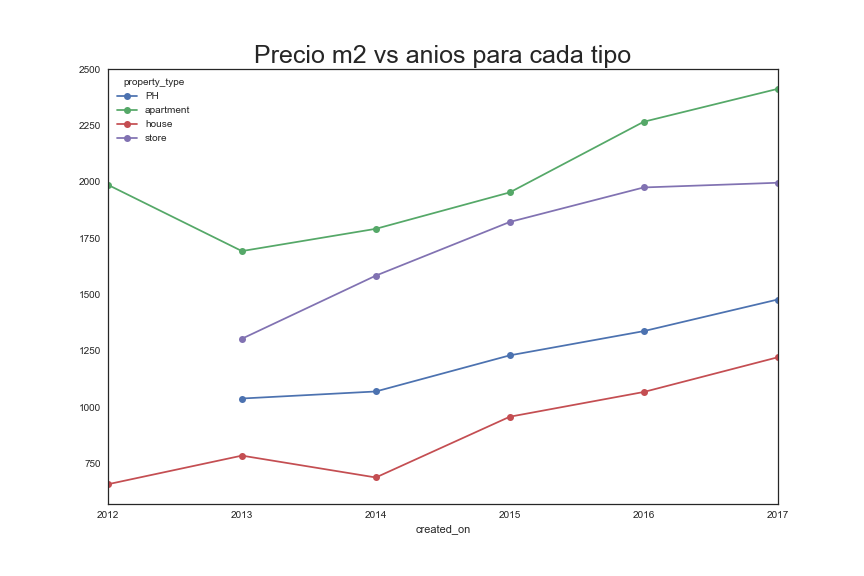 Precio m2 vs anios para cada tipo
2500
2250
2000
1750
1500
1250
1000
750
property_type
PH
apartment
house
store
2012 2013 2014 2015 2016 2017
created_on